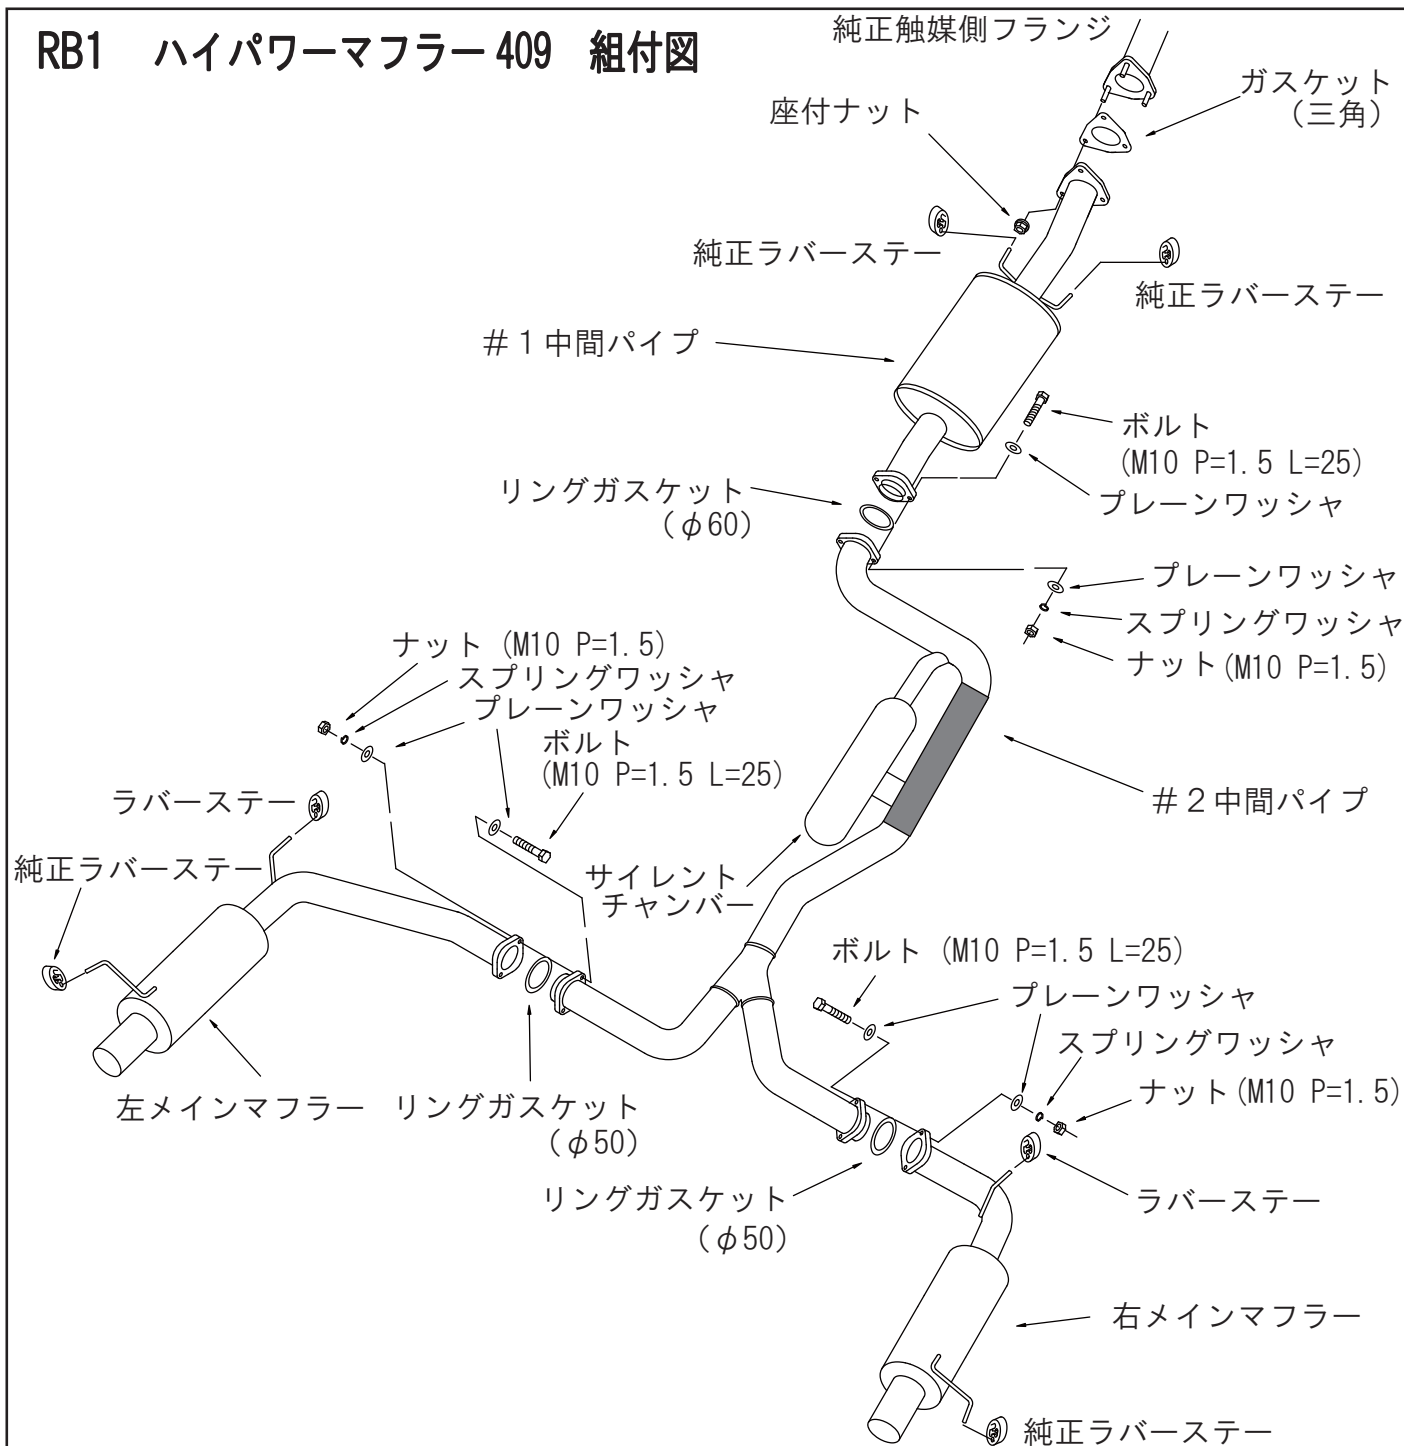 RB1 ハイパワーマフラー409 組付図
純正触媒側フランジ
ガスケット
（三角）
座付ナット
純正ラバーステー
純正ラバーステー
＃１中間パイプ
ボルト
(M10 P=1.5 L=25)
プレーンワッシャ
リングガスケット
（φ60）
プレーンワッシャ
スプリングワッシャ
ナット(M10 P=1.5)
ナット (M10 P=1.5)
スプリングワッシャ
プレーンワッシャ
ボルト
(M10 P=1.5 L=25)
ラバーステー
＃２中間パイプ
純正ラバーステー
サイレント
チャンバー
ボルト (M10 P=1.5 L=25)
プレーンワッシャ
スプリングワッシャ
ナット(M10 P=1.5)
左メインマフラー
リングガスケット
（φ50）
リングガスケット
（φ50）
ラバーステー
右メインマフラー
純正ラバーステー